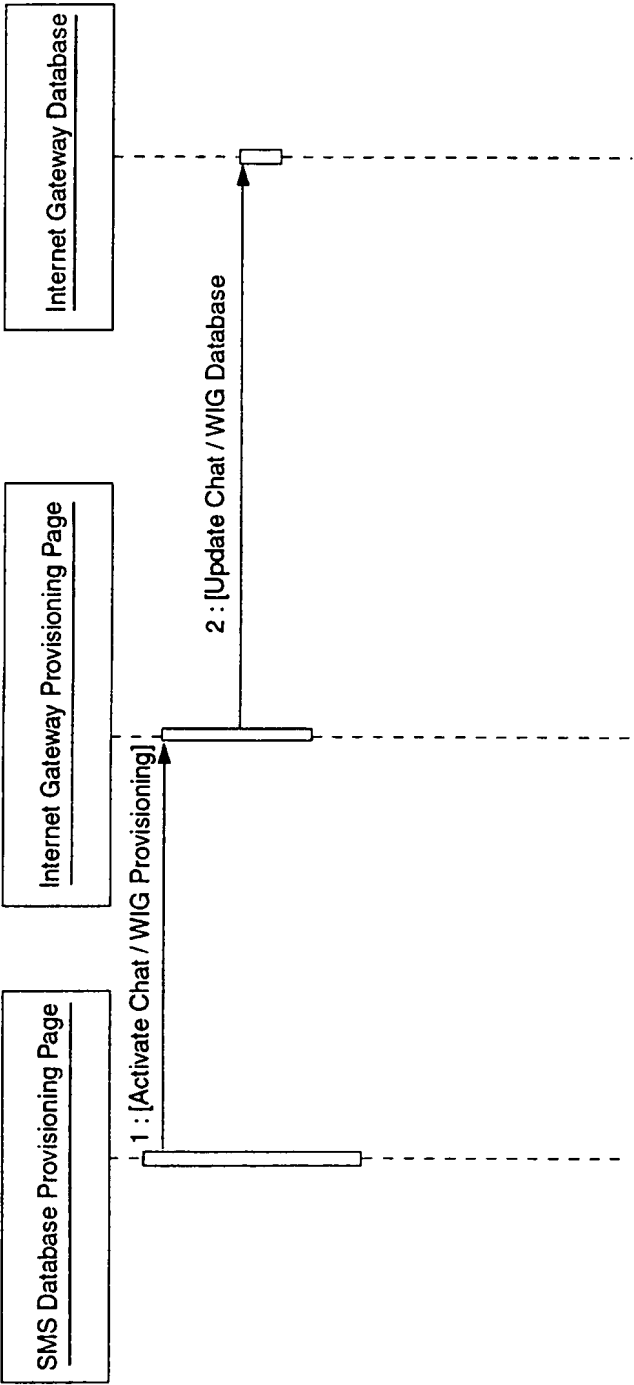 SMS Database Provisioning Page
Internet Gateway Provisioning Page
Internet Gateway Database
1 : [Activate Chat / WIG Provisioning]
2 : [Update Chat / WIG Database